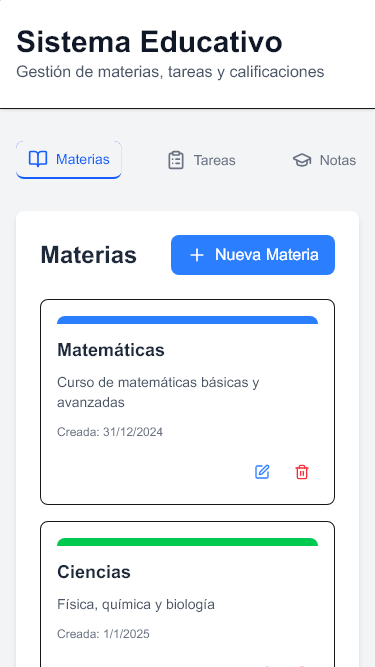 Sistema Educativo
Gestión de materias, tareas y calificaciones
Materias
Tareas
Notas
Materias
Nueva Materia
Matemáticas
Curso de matemáticas básicas y
avanzadas
Creada: 31/12/2024
Ciencias
Física, química y biología
Creada: 1/1/2025